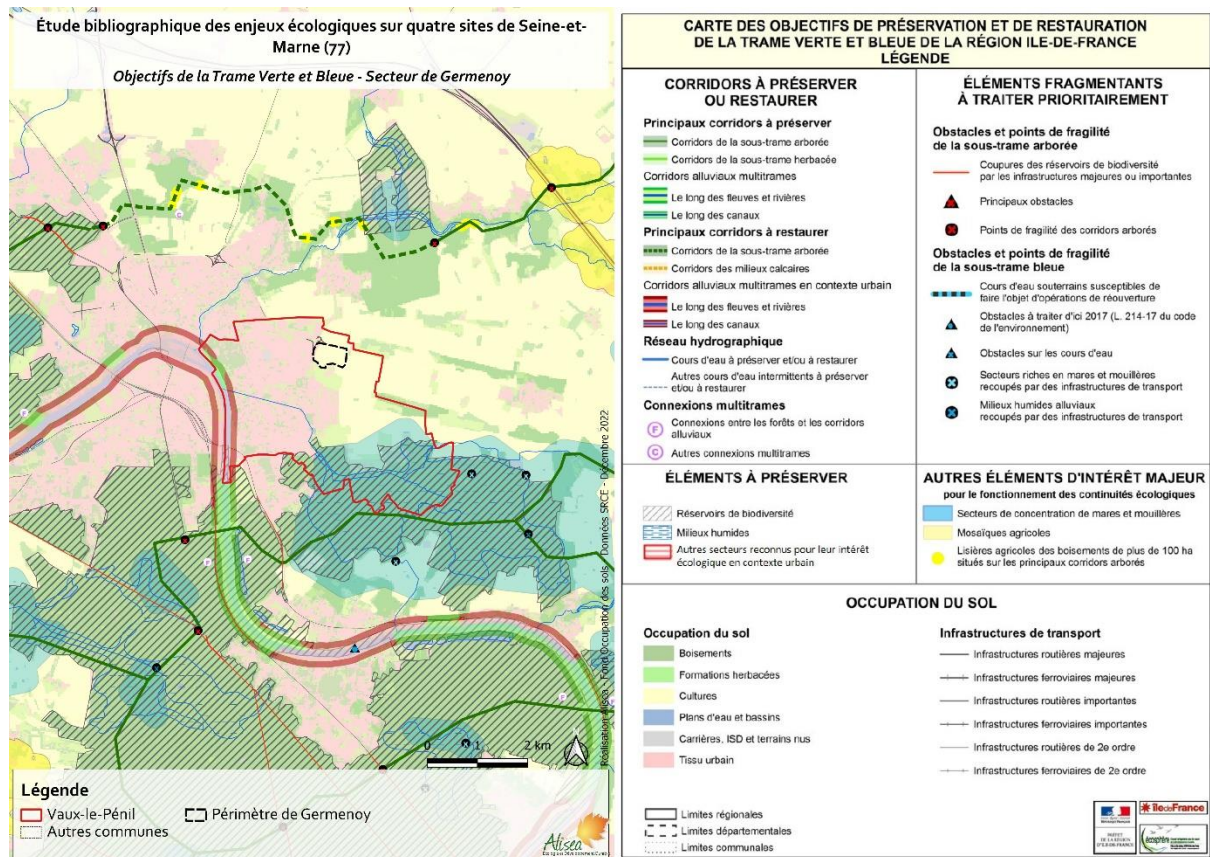 Étude bibliographique des enjeux écologiques sur quatre sites de Seine-et-
Marne (77)
Objectifs de la Trame Verte et Bleue - Secteur de Germenoy
Réalisation Alisea - Fond Occupation des sols - Données SRCE - Décembre 2022
0 1 2 km
Légende
Vaux-le-Pénil
Périmètre de Germenoy
Autres communes
Alisea
CARTE DES OBJECTIFS DE PRÉSERVATION ET DE RESTAURATION
DE LA TRAME VERTE ET BLEUE DE LA RÉGION ILE-DE-FRANCE
LÉGENDE
CORRIDORS À PRÉSERVER
OU RESTAURER
Principaux corridors à préserver
Corridors de la sous-trame arborée
Corridors de la sous-trame herbacée
Corridors alluviaux multitrames
Le long des fleuves et rivières
Le long des canaux
Principaux corridors à restaurer
Corridors de la sous-trame arborée
Corridors des milieux calcaires
Corridors alluviaux multitrames en contexte urbain
Le long des fleuves et rivières
Le long des canaux
Réseau hydrographique
Cours d'eau à préserver et/ou à restaurer
Autres cours d'eau intermittents à préserver
et/ou à restaurer
Connexions multitrames
F Connexions entre les forêts et les corridors
alluviaux
C Autres connexions multitrames
ÉLÉMENTS FRAGMENTANTS
À TRAITER PRIORITAIREMENT
Obstacles et points de fragilité
de la sous-trame arborée
Coupures des réservoirs de biodiversité
par les infrastructures majeures ou importantes
Principaux obstacles
Points de fragilité des corridors arborés
Obstacles et points de fragilité
de la sous-trame bleue
Cours d'eau souterrains susceptibles de
faire l'objet d'opérations de réouverture
Obstacles à traiter d'ici 2017 (L. 214-17 du code
de l'environnement)
Obstacles sur les cours d'eau
Secteurs riches en mares et mouillères
recoupés par des infrastructures de transport
Milieux humides alluviaux
recoupés par des infrastructures de transport
ÉLÉMENTS À PRÉSERVER
Réservoirs de biodiversité
Milieux humides
Autres secteurs reconnus pour leur intérêt
écologique en contexte urbain
AUTRES ÉLÉMENTS D'INTÉRÊT MAJEUR
pour le fonctionnement des continuités écologiques
Secteurs de concentration de mares et mouillères
Mosaïques agricoles
Lisières agricoles des boisements de plus de 100 ha
situés sur les principaux corridors arborés
OCCUPATION DU SOL
Occupation du sol
Boisements
Formations herbacées
Cultures
Plans d'eau et bassins
Carrières, ISD et terrains nus
Tissu urbain
Infrastructures de transport
Infrastructures routières majeures
Infrastructures ferroviaires majeures
Infrastructures routières importantes
Infrastructures ferroviaires importantes
Infrastructures routières de 2e ordre
Infrastructures ferroviaires de 2e ordre
Limites régionales
Limites départementales
Limites communales
PRÉFET
DE LA RÉGION
D'ILE-DE-FRANCE
îledeFrance
écosphère